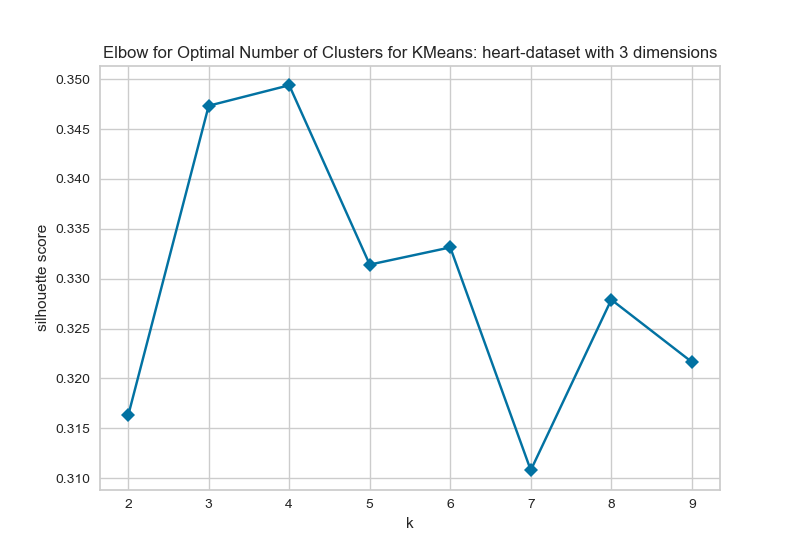 Elbow for Optimal Number of Clusters for KMeans: heart-dataset with 3 dimensions
0.350
0.345
0.340
0.335
0.330
0.325
0.320
0.315
0.310
silhouette score
2 3 4 5 6 7 8 9
k